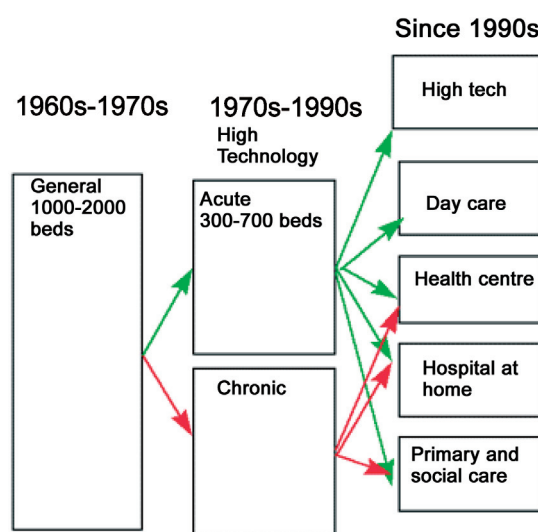 1960s-1970s
General
1000-2000
beds
1970s-1990s
High
Technology
Acute
300-700 beds
Chronic
Since 1990s
High tech
Day care
Health centre
Hospital at
home
Primary and
social care